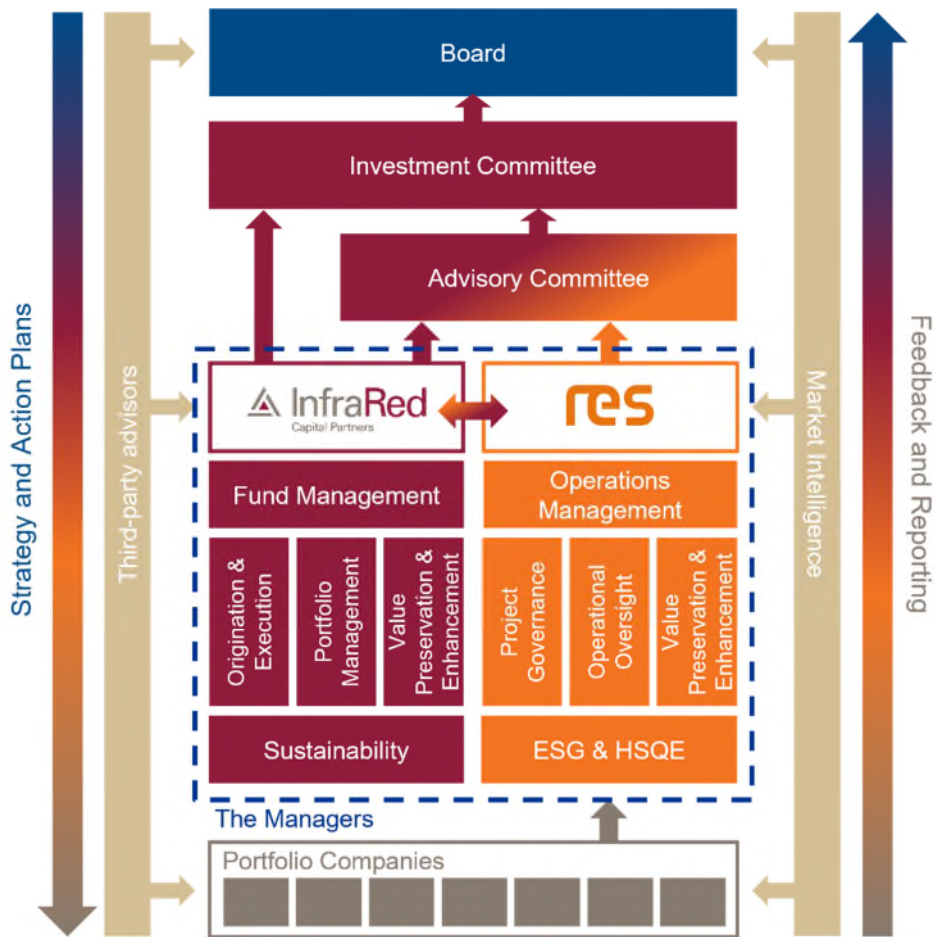 Board
Investment Committee
Advisory Committee
InfraRed
Capital Partners
res
Fund Management
Operations
Management
Origination &
Execution
Portfolio
Management
Value
Preservation &
Enhancement
Project
Governance
Operational
Oversight
Value
Preservation &
Enhancement
Sustainability
ESG & HSQE
The Managers
Portfolio Companies
Strategy and Action Plans
Third-party advisors
Market Intelligence
Feedback and Reporting